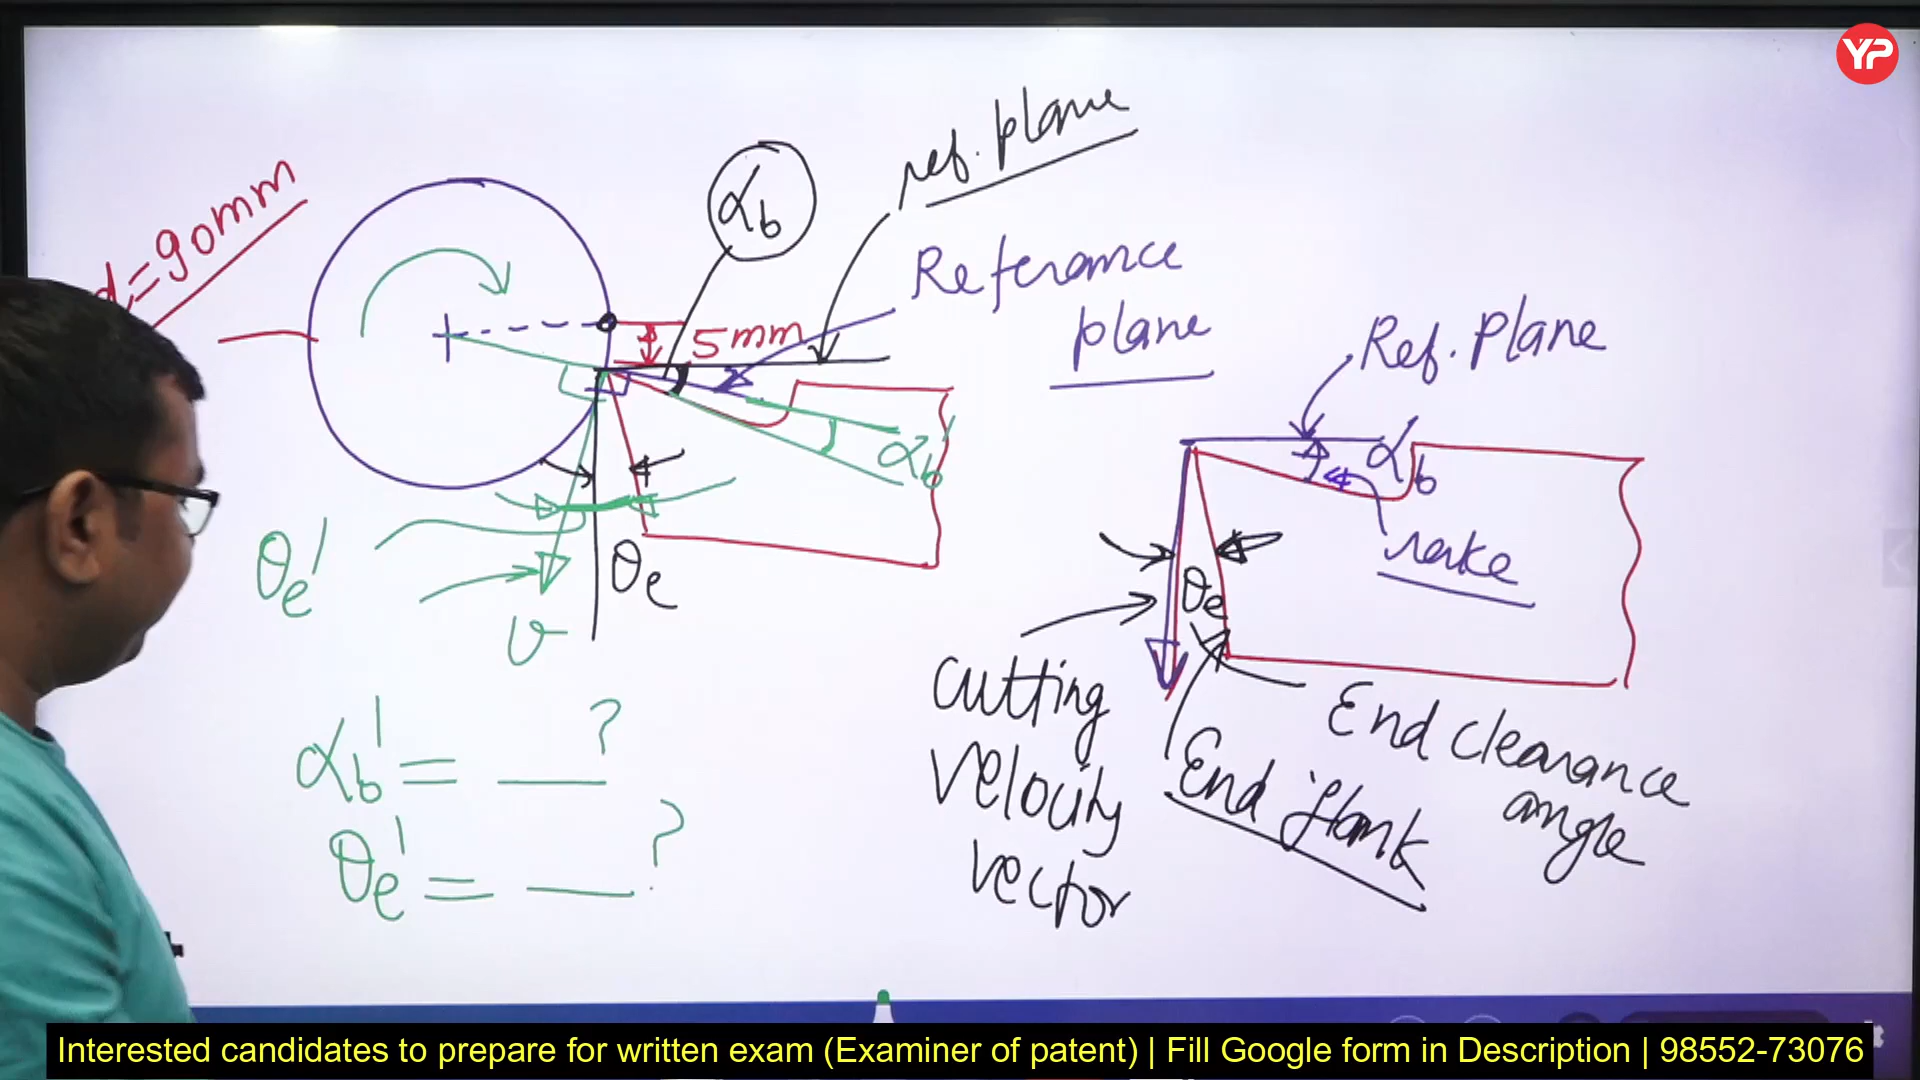 YP
ref. plane
αb
d=90mm
Reference
plane
5mm
Ref. Plane
αb'
αb
rake
θe'
θe
θe
v
cutting
velocity
vector
End clearance
angle
End flank
αb' = ?
θe' = ?
Interested candidates to prepare for written exam (Examiner of patent) | Fill Google form in Description | 98552-73076